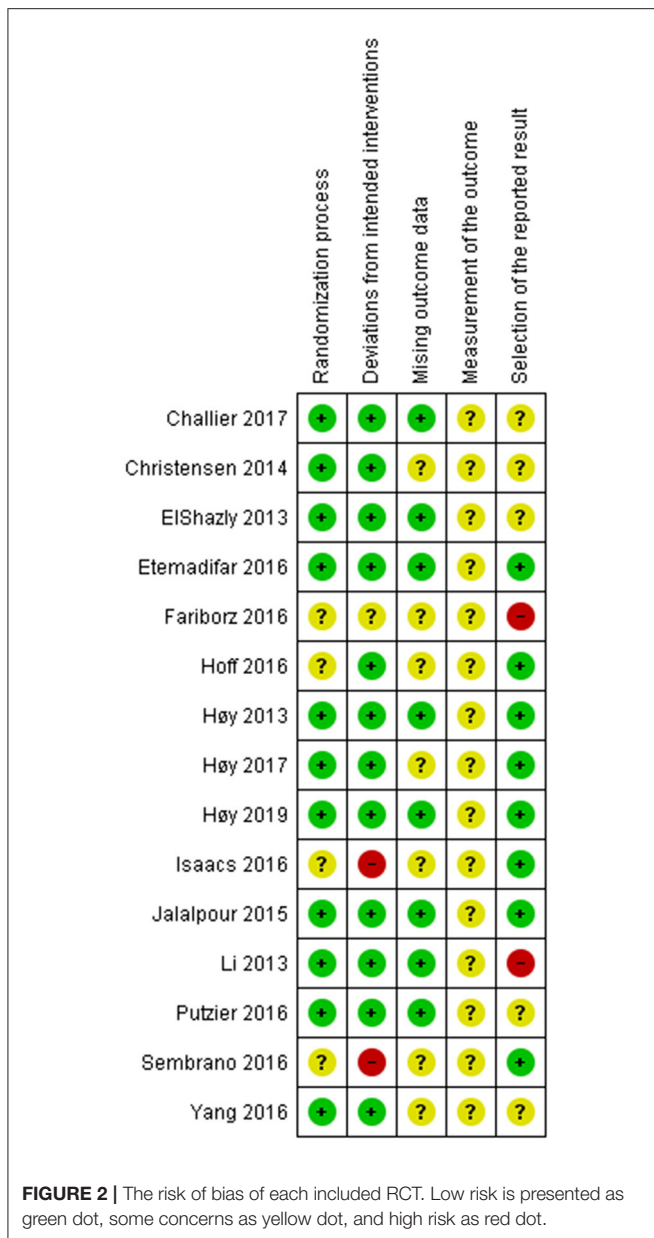 Randomization process
Deviations from intended interventions
Mising outcome data
Measurement of the outcome
Selection of the reported result
Challier 2017 + + + ? ?
Christensen 2014 + + ? ? ?
ElShazly 2013 + + + ? ?
Etemadifar 2016 + + + ? +
Fariborz 2016 ? ? ? ? -
Hoff 2016 ? + ? ? +
Høy 2013 + + + ? +
Høy 2017 + + ? ? +
Høy 2019 + + + ? +
Isaacs 2016 ? - ? ? +
Jalalpour 2015 + + + ? +
Li 2013 + + + ? -
Putzier 2016 + + + ? ?
Sembrano 2016 ? - ? ? +
Yang 2016 + + ? ? ?
FIGURE 2 | The risk of bias of each included RCT. Low risk is presented as
green dot, some concerns as yellow dot, and high risk as red dot.